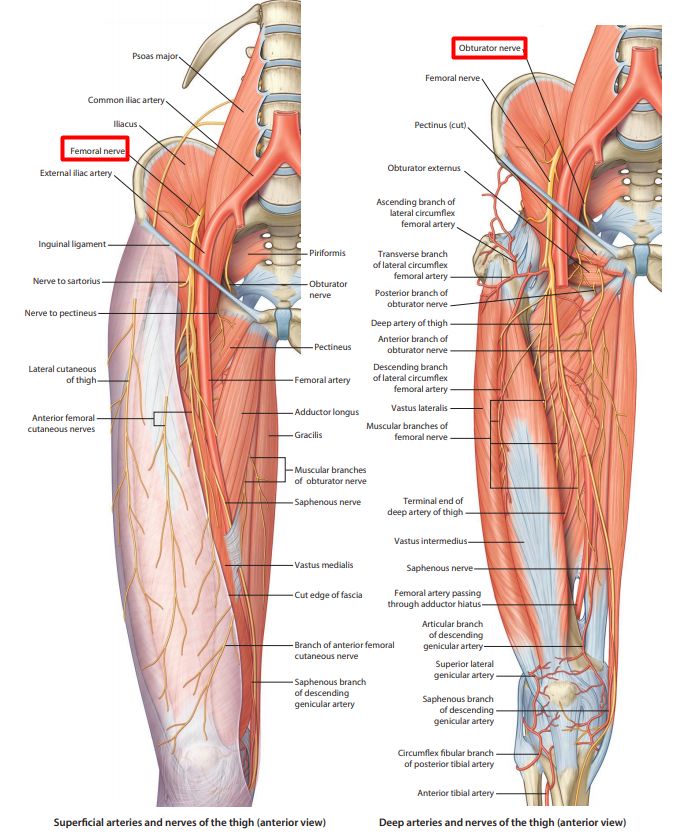 Psoas major
Common iliac artery
Iliacus
Femoral nerve
External iliac artery
Inguinal ligament
Nerve to sartorius
Nerve to pectineus
Lateral cutaneous
of thigh
Anterior femoral
cutaneous nerves
Piriformis
Obturator
nerve
Pectineus
Femoral artery
Adductor longus
Gracilis
Muscular branches
of obturator nerve
Saphenous nerve
Vastus medialis
Cut edge of fascia
Branch of anterior femoral
cutaneous nerve
Saphenous branch
of descending
genicular artery
Superficial arteries and nerves of the thigh (anterior view)
Obturator nerve
Femoral nerve
Pectinus (cut)
Obturator externus
Ascending branch of
lateral circumflex
femoral artery
Transverse branch
of lateral circumflex
femoral artery
Posterior branch of
obturator nerve
Deep artery of thigh
Anterior branch of
obturator nerve
Descending branch
of lateral circumflex
femoral artery
Vastus lateralis
Muscular branches of
femoral nerve
Terminal end of
deep artery of thigh
Vastus intermedius
Saphenous nerve
Femoral artery passing
through adductor hiatus
Articular branch
of descending
genicular artery
Superior lateral
genicular artery
Saphenous branch
of descending
genicular artery
Circumflex fibular branch
of posterior tibial artery
Anterior tibial artery
Deep arteries and nerves of the thigh (anterior view)